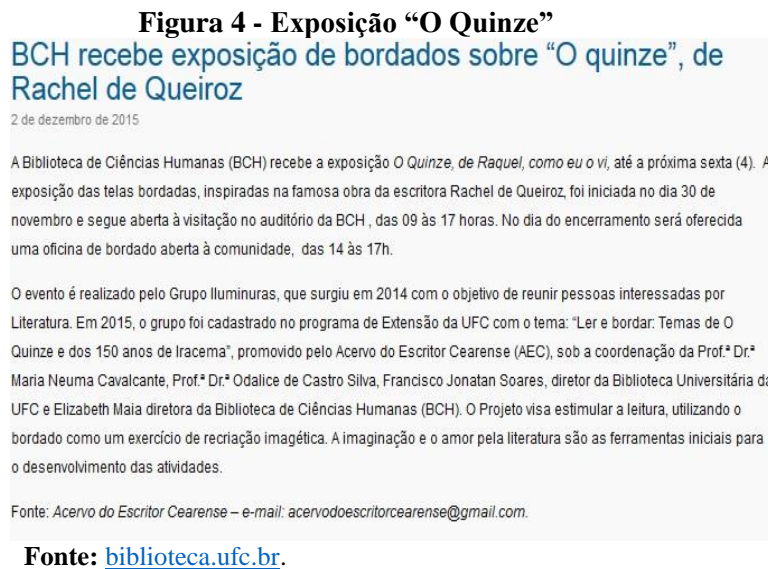 Figura 4 - Exposição “O Quinze”
BCH recebe exposição de bordados sobre “O quinze”, de
Rachel de Queiroz
2 de dezembro de 2015
A Biblioteca de Ciências Humanas (BCH) recebe a exposição O Quinze, de Raquel, como eu o vi, até a próxima sexta (4). A
exposição das telas bordadas, inspiradas na famosa obra da escritora Rachel de Queiroz, foi iniciada no dia 30 de
novembro e segue aberta à visitação no auditório da BCH , das 09 às 17 horas. No dia do encerramento será oferecida
uma oficina de bordado aberta à comunidade, das 14 às 17h.
O evento é realizado pelo Grupo Iluminuras, que surgiu em 2014 com o objetivo de reunir pessoas interessadas por
Literatura. Em 2015, o grupo foi cadastrado no programa de Extensão da UFC com o tema: “Ler e bordar: Temas de O
Quinze e dos 150 anos de Iracema”, promovido pelo Acervo do Escritor Cearense (AEC), sob a coordenação da Prof.ª Dr.ª
Maria Neuma Cavalcante, Prof.ª Dr.ª Odalice de Castro Silva, Francisco Jonatan Soares, diretor da Biblioteca Universitária da
UFC e Elizabeth Maia diretora da Biblioteca de Ciências Humanas (BCH). O Projeto visa estimular a leitura, utilizando o
bordado como um exercício de recriação imagética. A imaginação e o amor pela literatura são as ferramentas iniciais para
o desenvolvimento das atividades.
Fonte: Acervo do Escritor Cearense – e-mail: acervodoescritorcearense@gmail.com.
Fonte: biblioteca.ufc.br.